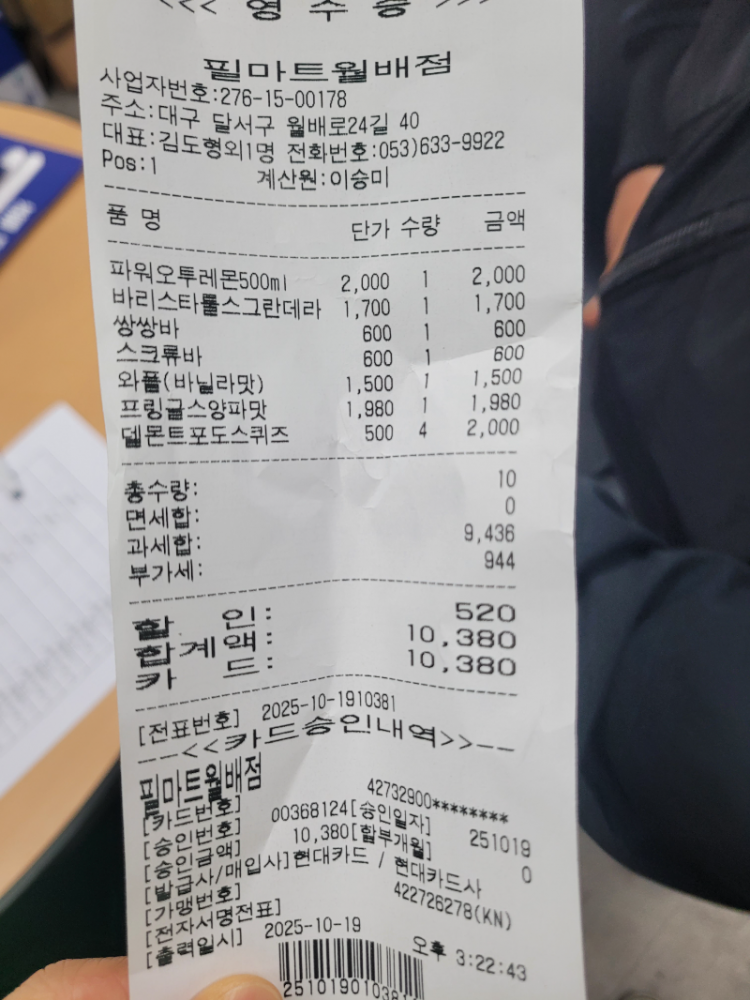 <<< 영 수 증 >>>
필마트월배점
사업자번호:276-15-00178
주소:대구 달서구 월배로24길 40
대표:김도형외1명 전화번호:053)633-9922
Pos:1 계산원:이승미
품 명 단가 수량 금액
파워오투레몬500ml 2,000 1 2,000
바리스타룰스그란데라 1,700 1 1,700
쌍쌍바 600 1 600
스크류바 600 1 600
와플(바닐라맛) 1,500 1 1,500
프링글스양파맛 1,980 1 1,980
델몬트포도스퀴즈 500 4 2,000
총수량: 10
면세합: 0
과세합: 9,436
부가세: 944
할 인: 520
합계액: 10,380
카 드: 10,380
[전표번호] 2025-10-1910381
---<<카드승인내역>>---
필마트월배점
[카드번호] 42732900********
[승인번호] 00368124[승인일자] 251019
[승인금액] 10,380[할부개월] 0
[발급사/매입사]현대카드 / 현대카드사
[가맹번호] 422726278(KN)
[전자서명전표]
[출력일시] 2025-10-19 오후 3:22:43